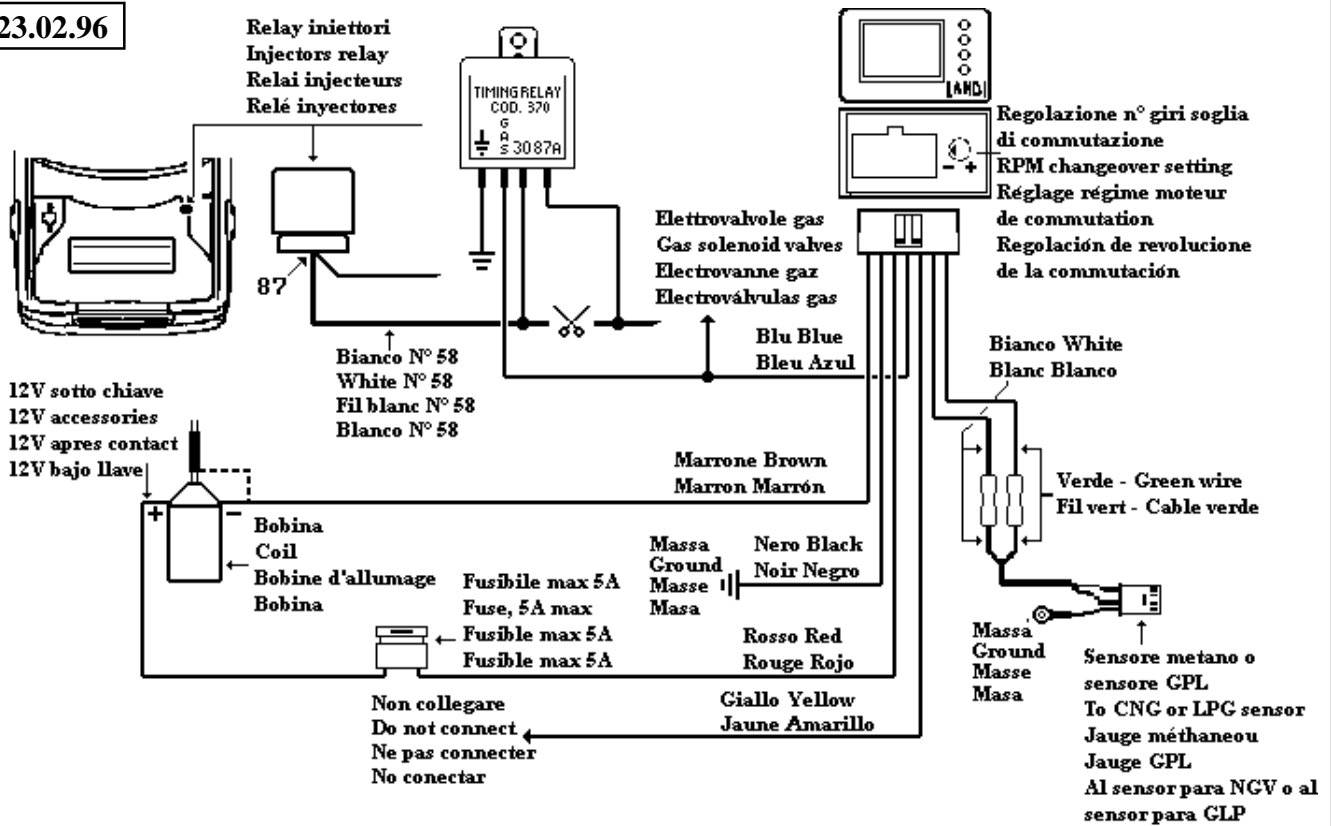 23.02.96
Relay iniettori
Injectors relay
Relai injecteurs
Relé inyectores
TIMING RELAY
COD. 370
G
A
S 30 87A
[AMD]
- +
Regolazione n° giri soglia
di commutazione
RPM changeover setting
Réglage régime moteur
de commutation
Regolación de revolucione
de la commutación
87
Elettrovalvole gas
Gas solenoid valves
Electrovanne gaz
Electroválvulas gas
Blu Blue
Bleu Azul
Bianco N° 58
White N° 58
Fil blanc N° 58
Blanco N° 58
Bianco White
Blanc Blanco
12V sotto chiave
12V accessories
12V apres contact
12V bajo llave
+ -
Bobina
Coil
Bobine d'allumage
Bobina
Marrone Brown
Marron Marrón
Verde - Green wire
Fil vert - Cable verde
Massa
Ground
Masse
Masa
Nero Black
Noir Negro
Fusibile max 5A
Fuse, 5A max
Fusible max 5A
Fusible max 5A
Rosso Red
Rouge Rojo
Giallo Yellow
Jaune Amarillo
Non collegare
Do not connect
Ne pas connecter
No conectar
Massa
Ground
Masse
Masa
Sensore metano o
sensore GPL
To CNG or LPG sensor
Jauge méthaneou
Jauge GPL
Al sensor para NGV o al
sensor para GLP